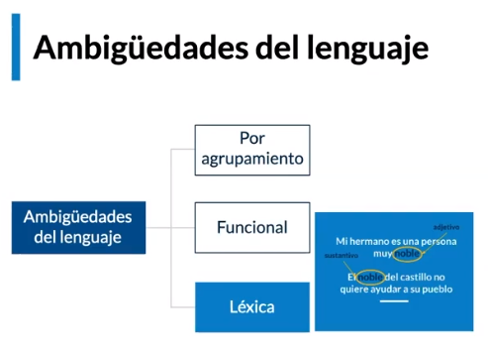 Ambigüedades del lenguaje
Por
agrupamiento
Ambigüedades
del lenguaje
Funcional
Léxica
adjetivo
Mi hermano es una persona
muy noble
sustantivo
El noble del castillo no
quiere ayudar a su pueblo